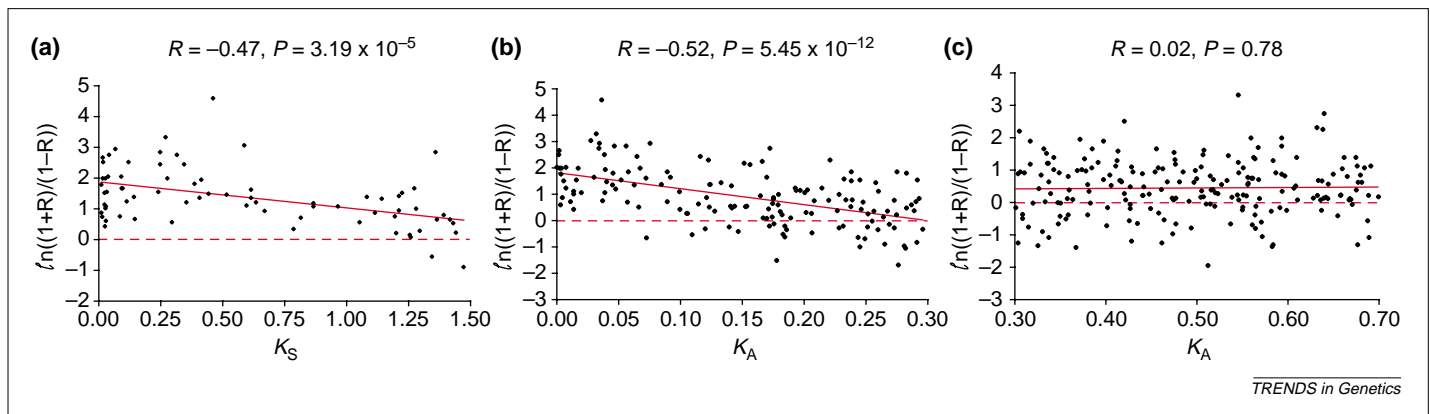 (a) R = –0.47, P = 3.19 x 10⁻⁵
ℓn((1+R)/(1–R))
5
4
3
2
1
0
–1
–2
0.00 0.25 0.50 0.75 1.00 1.25 1.50
K_S
(b) R = –0.52, P = 5.45 x 10⁻¹²
ℓn((1+R)/(1–R))
5
4
3
2
1
0
–1
–2
–3
0.00 0.05 0.10 0.15 0.20 0.25 0.30
K_A
(c) R = 0.02, P = 0.78
ℓn((1+R)/(1–R))
4
3
2
1
0
–1
–2
–3
0.30 0.40 0.50 0.60 0.70
K_A
TRENDS in Genetics